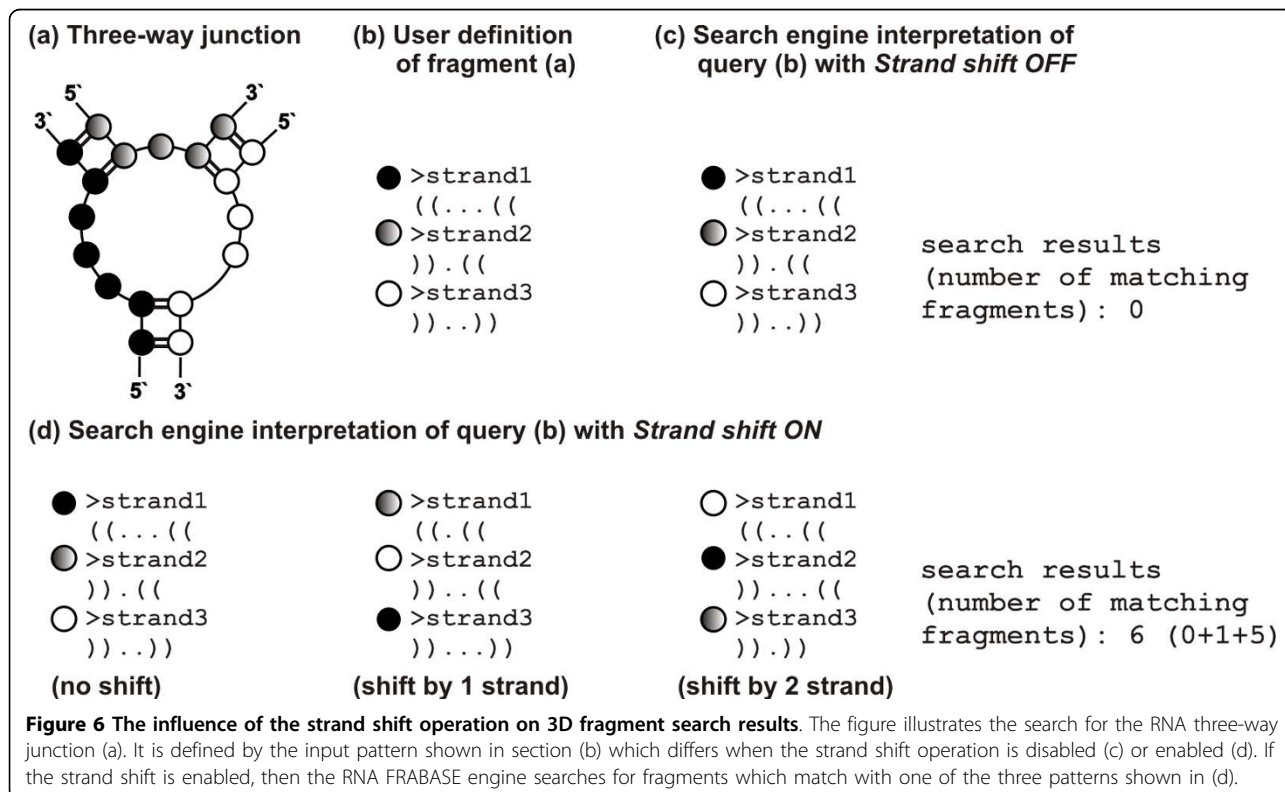 (a) Three-way junction
5`
3`
3`
5`
5`
3`
(b) User definition
of fragment (a)
>strand1
((...((
>strand2
)).((
>strand3
))..))
(c) Search engine interpretation of
query (b) with Strand shift OFF
>strand1
((...((
>strand2
)).((
>strand3
))..))
search results
(number of matching
fragments): 0
(d) Search engine interpretation of query (b) with Strand shift ON
>strand1
((...((
>strand2
)).((
>strand3
))..))
(no shift)
>strand1
((.((
>strand2
))..((
>strand3
))...))
(shift by 1 strand)
>strand1
((..((
>strand2
))...((
>strand3
)).))
(shift by 2 strand)
search results
(number of matching
fragments): 6 (0+1+5)
Figure 6 The influence of the strand shift operation on 3D fragment search results. The figure illustrates the search for the RNA three-way
junction (a). It is defined by the input pattern shown in section (b) which differs when the strand shift operation is disabled (c) or enabled (d). If
the strand shift is enabled, then the RNA FRABASE engine searches for fragments which match with one of the three patterns shown in (d).